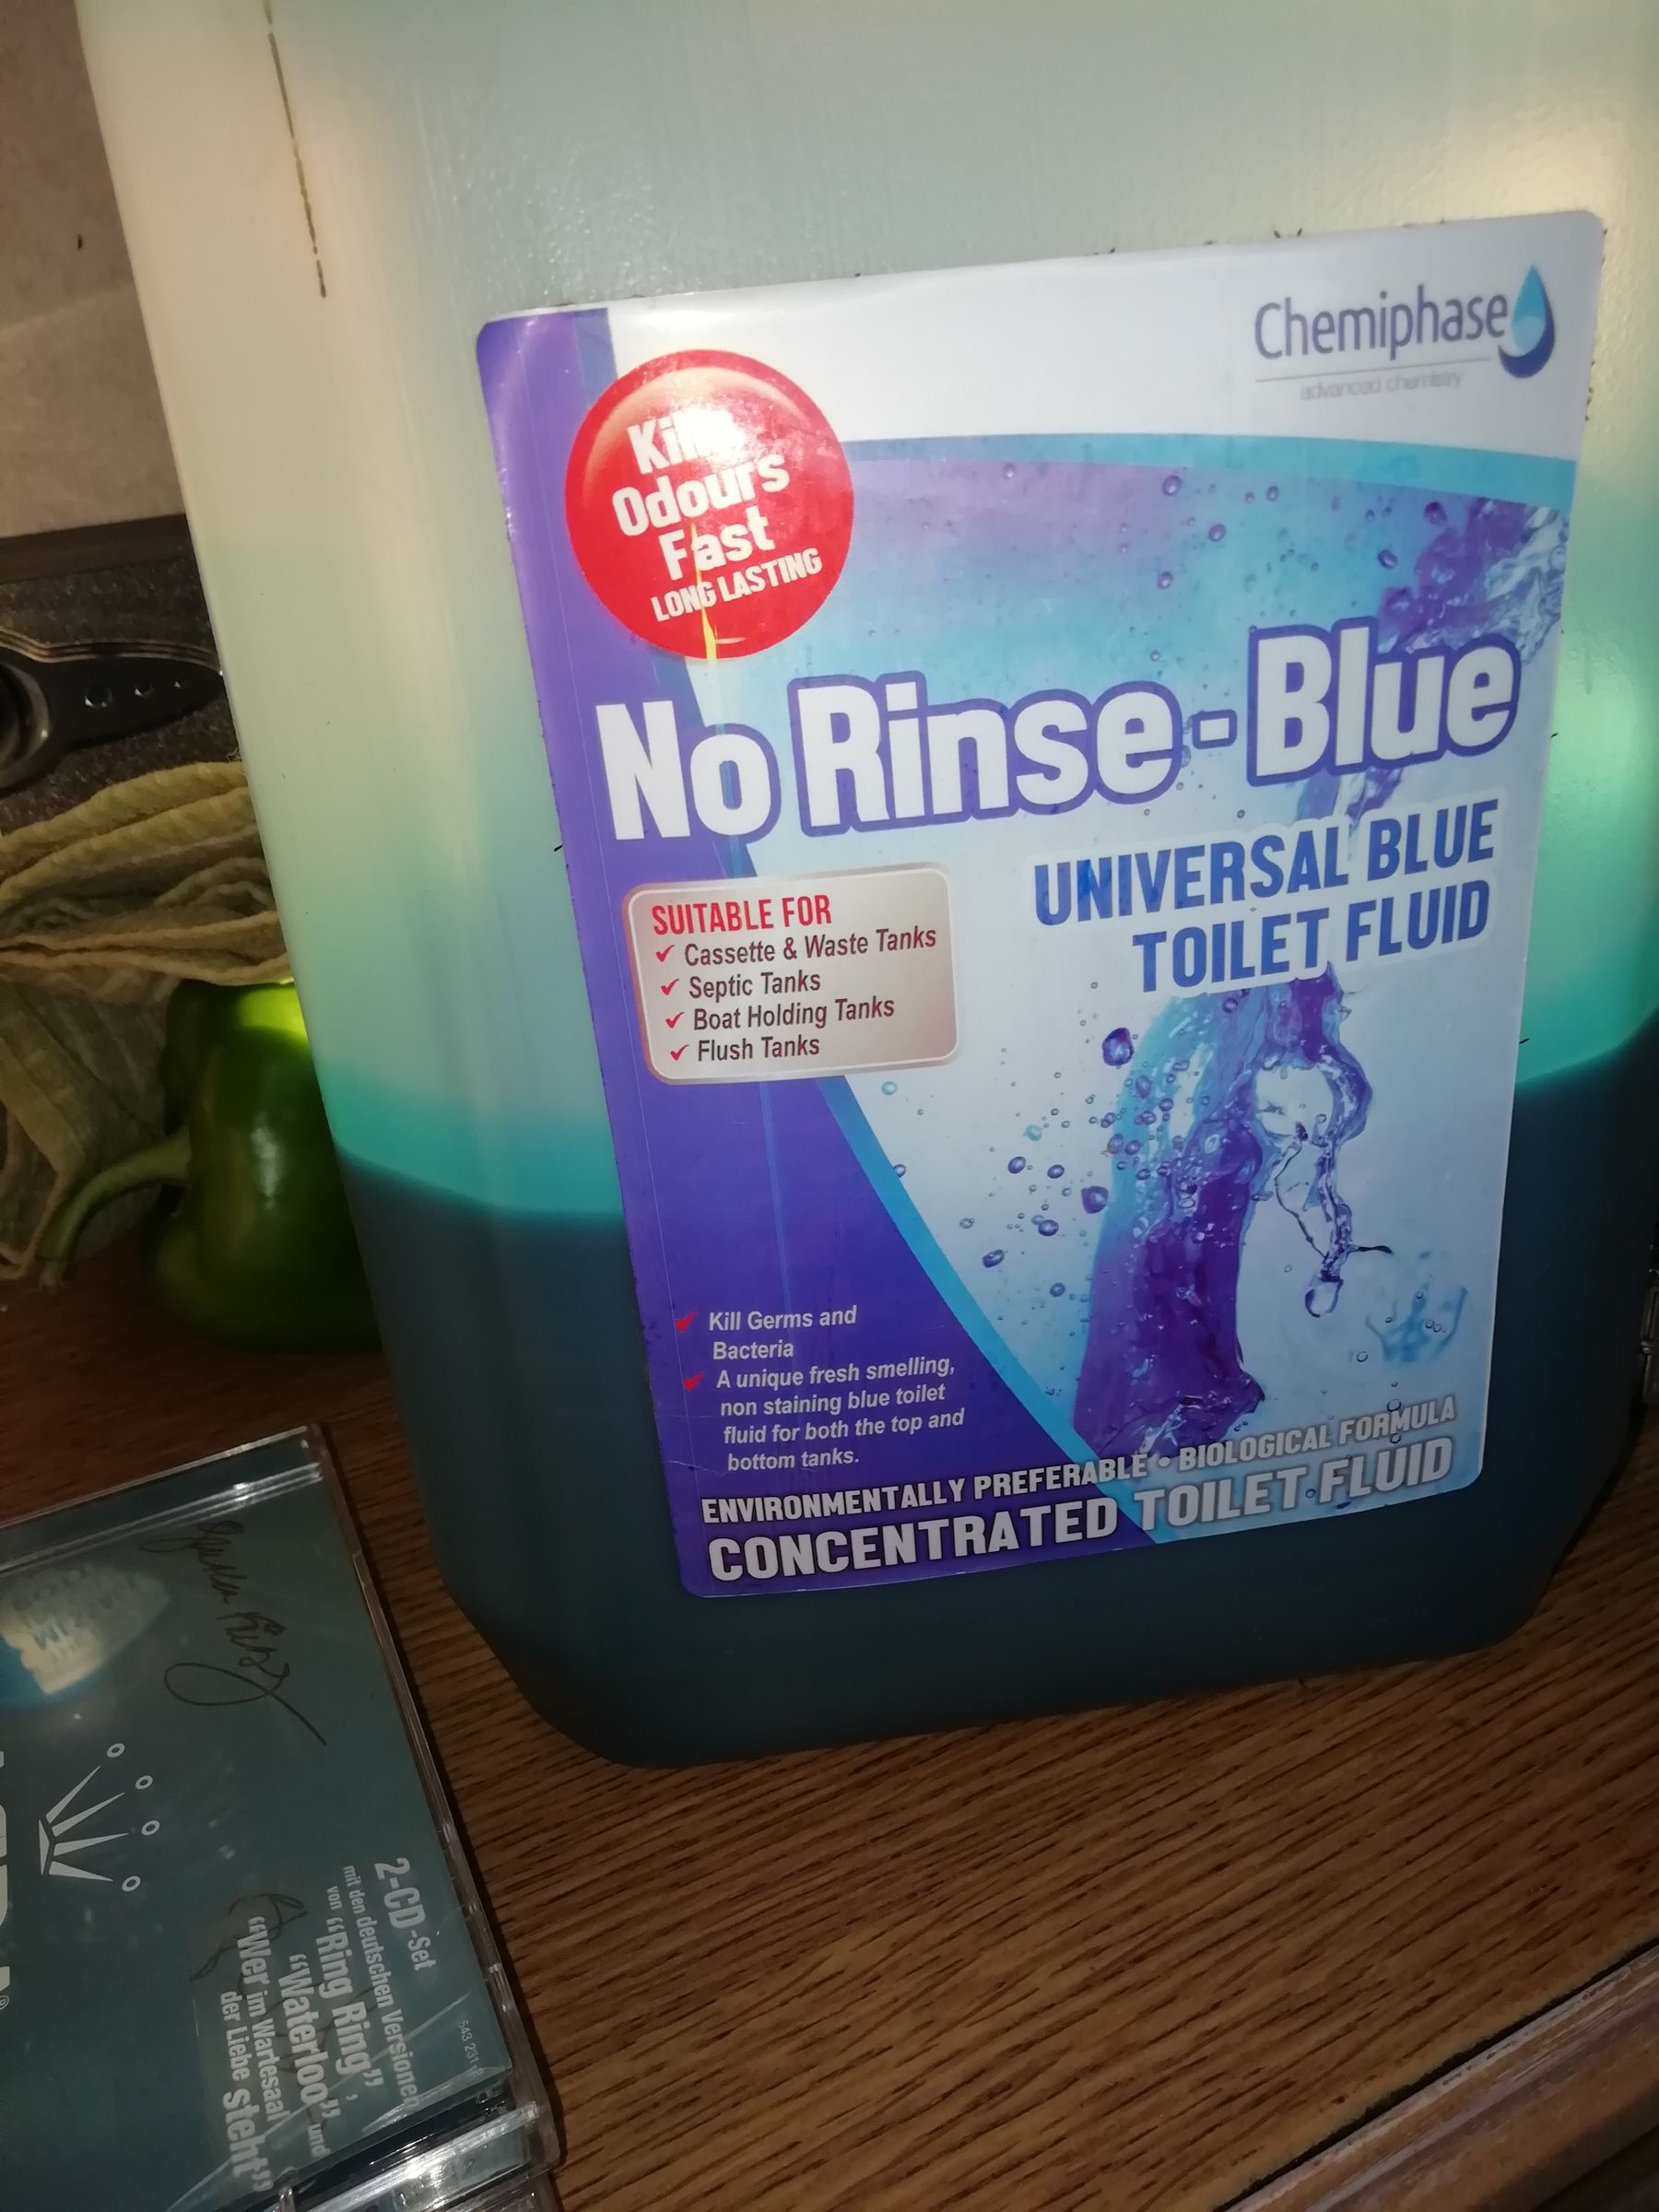 Chemiphase
advanced chemistry
Odours
Fast
LONG LASTING
No Rinse - Blue
UNIVERSAL BLUE
TOILET FLUID
SUITABLE FOR
Cassette & Waste Tanks
Septic Tanks
Boat Holding Tanks
Flush Tanks
Kill Germs and
Bacteria
A unique fresh smelling,
non staining blue toilet
fluid for both the top and
bottom tanks.
ENVIRONMENTALLY PREFERABLE • BIOLOGICAL FORMULA
CONCENTRATED TOILET FLUID
2-CD-Set
mit den deutschen Versionen
von "Ring Ring",
"Waterloo" und
"Wer im Wartesaal
der Liebe steht"